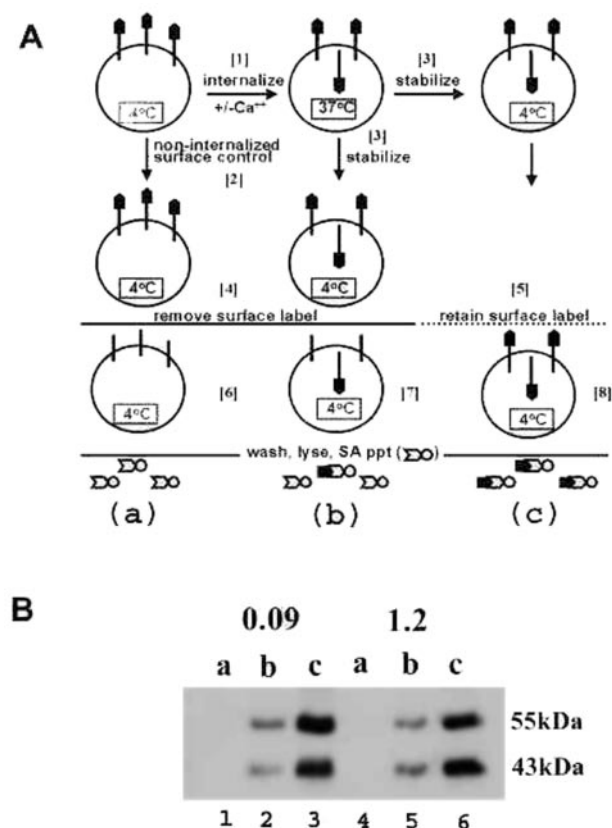 A
[1]
internalize
+/-Ca++
[3]
stabilize
4°C
37°C
4°C
non-internalized
surface control
[2]
[3]
stabilize
4°C
[4]
4°C
[5]
remove surface label
retain surface label
4°C
[6]
4°C
[7]
4°C
[8]
wash, lyse, SA ppt ( )
(a)
(b)
(c)
B
0.09
1.2
a b c a b c
55kDa
43kDa
1 2 3 4 5 6